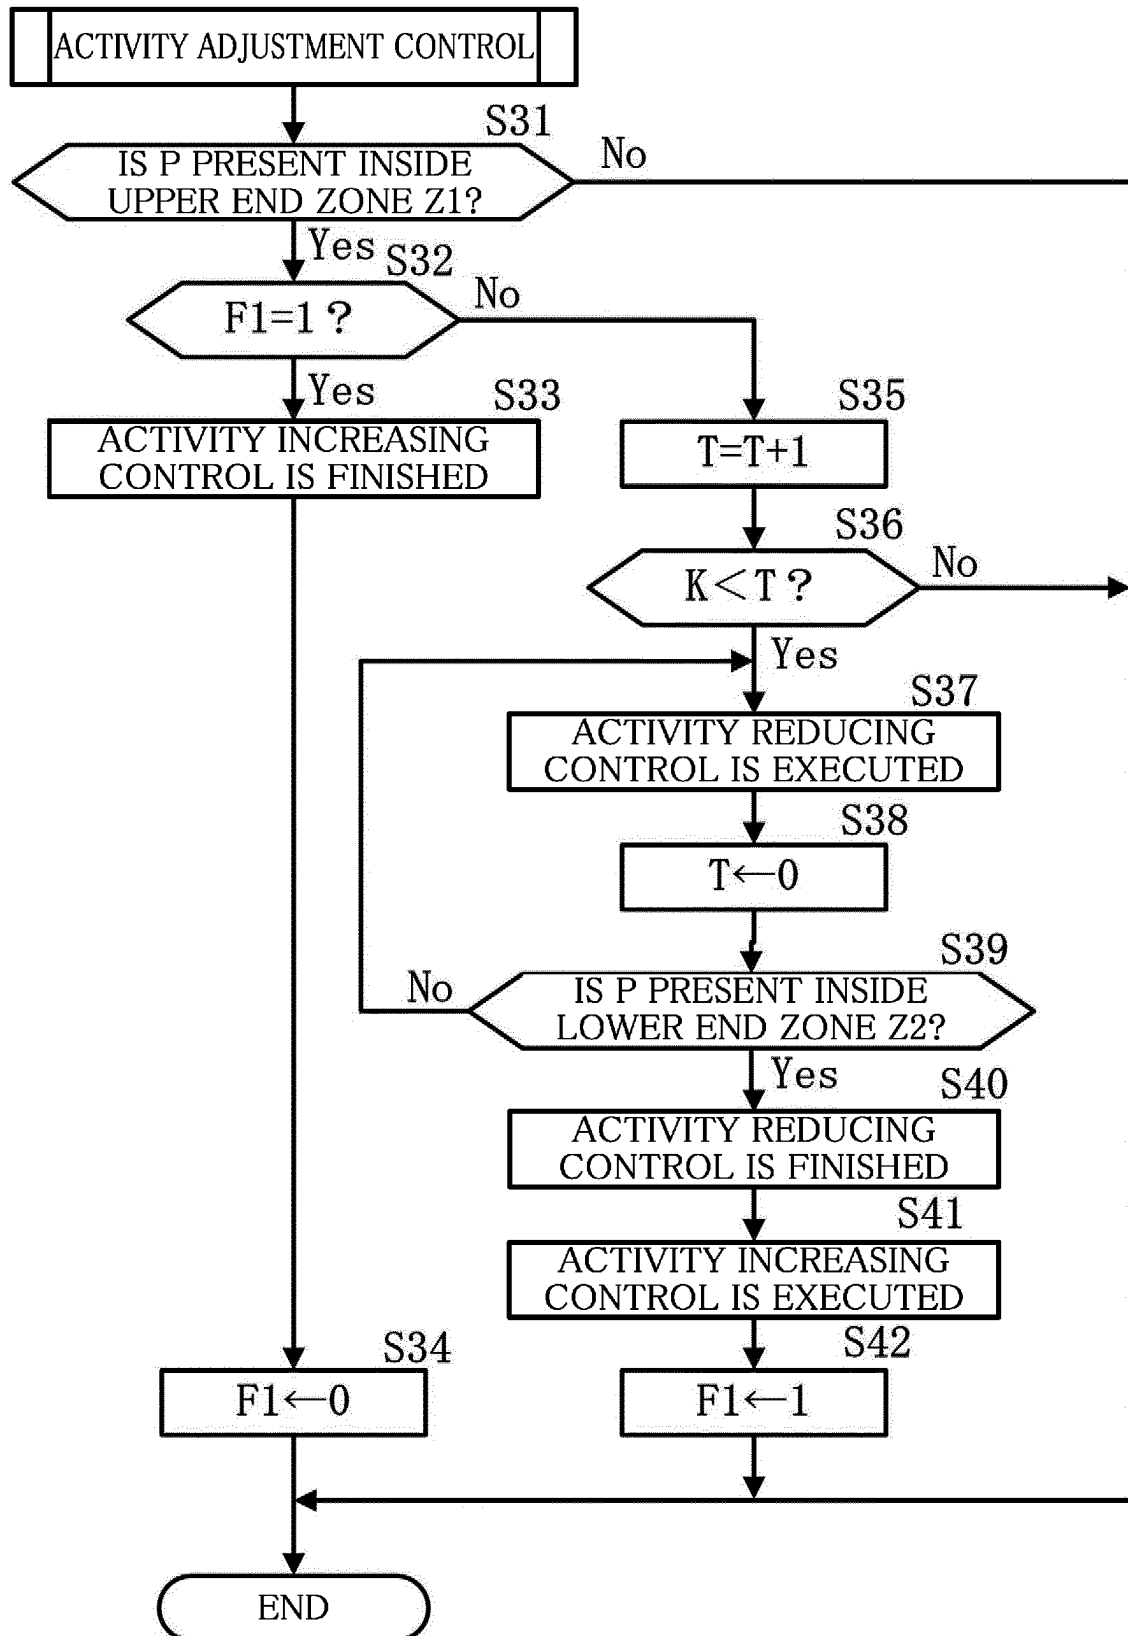 ACTIVITY ADJUSTMENT CONTROL
S31
IS P PRESENT INSIDE
UPPER END ZONE Z1?
No
Yes
S32
F1=1?
No
Yes
S33
ACTIVITY INCREASING
CONTROL IS FINISHED
S35
T=T+1
S36
K<T?
No
Yes
S37
ACTIVITY REDUCING
CONTROL IS EXECUTED
S38
T←0
S39
IS P PRESENT INSIDE
LOWER END ZONE Z2?
No
Yes
S40
ACTIVITY REDUCING
CONTROL IS FINISHED
S41
ACTIVITY INCREASING
CONTROL IS EXECUTED
S34
F1←0
S42
F1←1
END